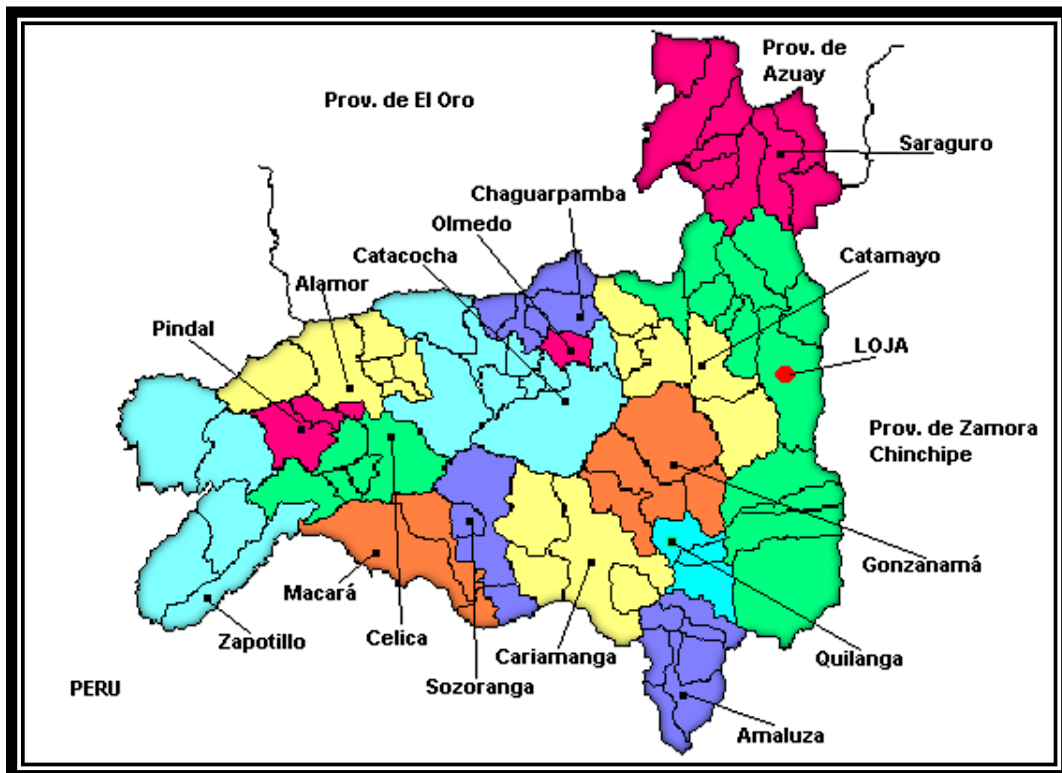 Prov. de
Azuay
Prov. de El Oro
Saraguro
Chaguarpamba
Olmedo
Catacocha
Catamayo
Alamor
Pindal
LOJA
Prov. de Zamora
Chinchipe
Gonzanamá
Macará
Zapotillo
Celica
Cariamanga
Quilanga
Sozoranga
PERU
Amaluza